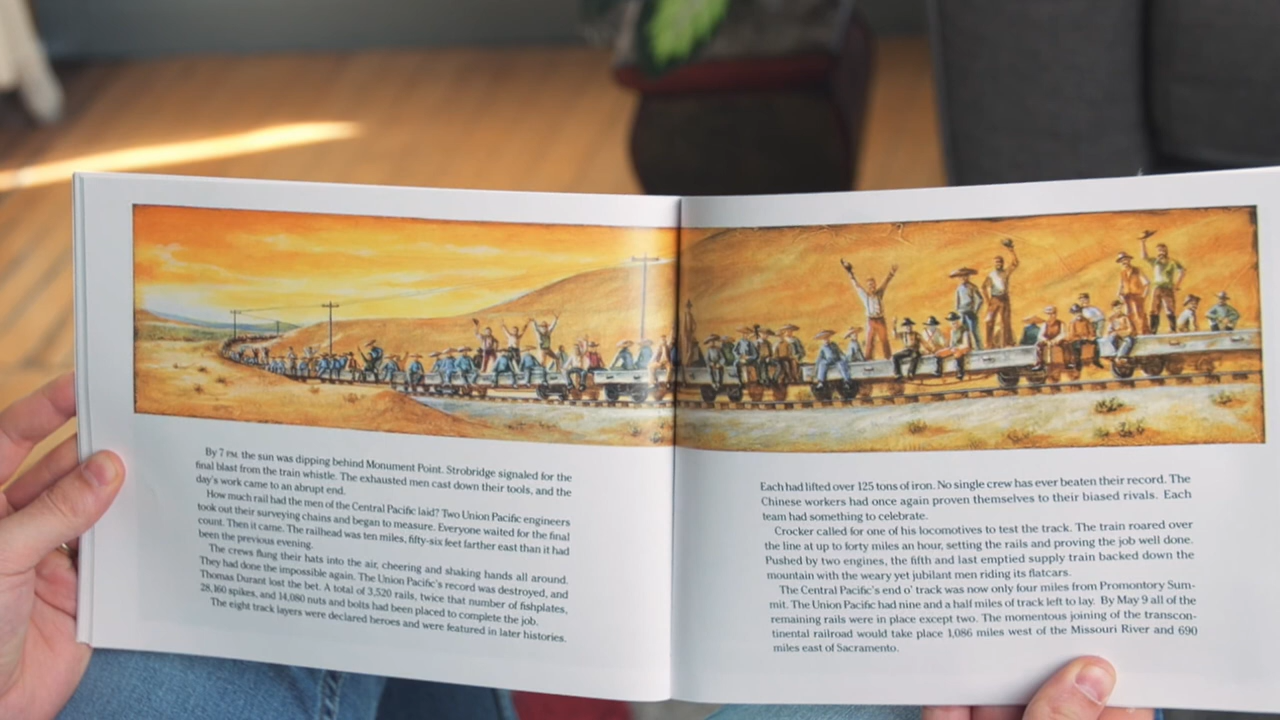 By 7 P.M. the sun was dipping behind Monument Point. Strobridge signaled for the
final blast from the train whistle. The exhausted men cast down their tools, and the
day's work came to an abrupt end.
How much rail had the men of the Central Pacific laid? Two Union Pacific engineers
took out their surveying chains and began to measure. Everyone waited for the final
count. Then it came. The railhead was ten miles, fifty-six feet farther east than it had
been the previous evening.
The crews flung their hats into the air, cheering and shaking hands all around.
They had done the impossible again. The Union Pacific's record was destroyed, and
Thomas Durant lost the bet. A total of 3,520 rails, twice that number of fishplates,
28,160 spikes, and 14,080 nuts and bolts had been placed to complete the job.
The eight track layers were declared heroes and were featured in later histories.
Each had lifted over 125 tons of iron. No single crew has ever beaten their record. The
Chinese workers had once again proven themselves to their biased rivals. Each
team had something to celebrate.
Crocker called for one of his locomotives to test the track. The train roared over
the line at up to forty miles an hour, setting the rails and proving the job well done.
Pushed by two engines, the fifth and last emptied supply train backed down the
mountain with the weary yet jubilant men riding its flatcars.
The Central Pacific's end o' track was now only four miles from Promontory Sum-
mit. The Union Pacific had nine and a half miles of track left to lay. By May 9 all of the
remaining rails were in place except two. The momentous joining of the transcon-
tinental railroad would take place 1,086 miles west of the Missouri River and 690
miles east of Sacramento.